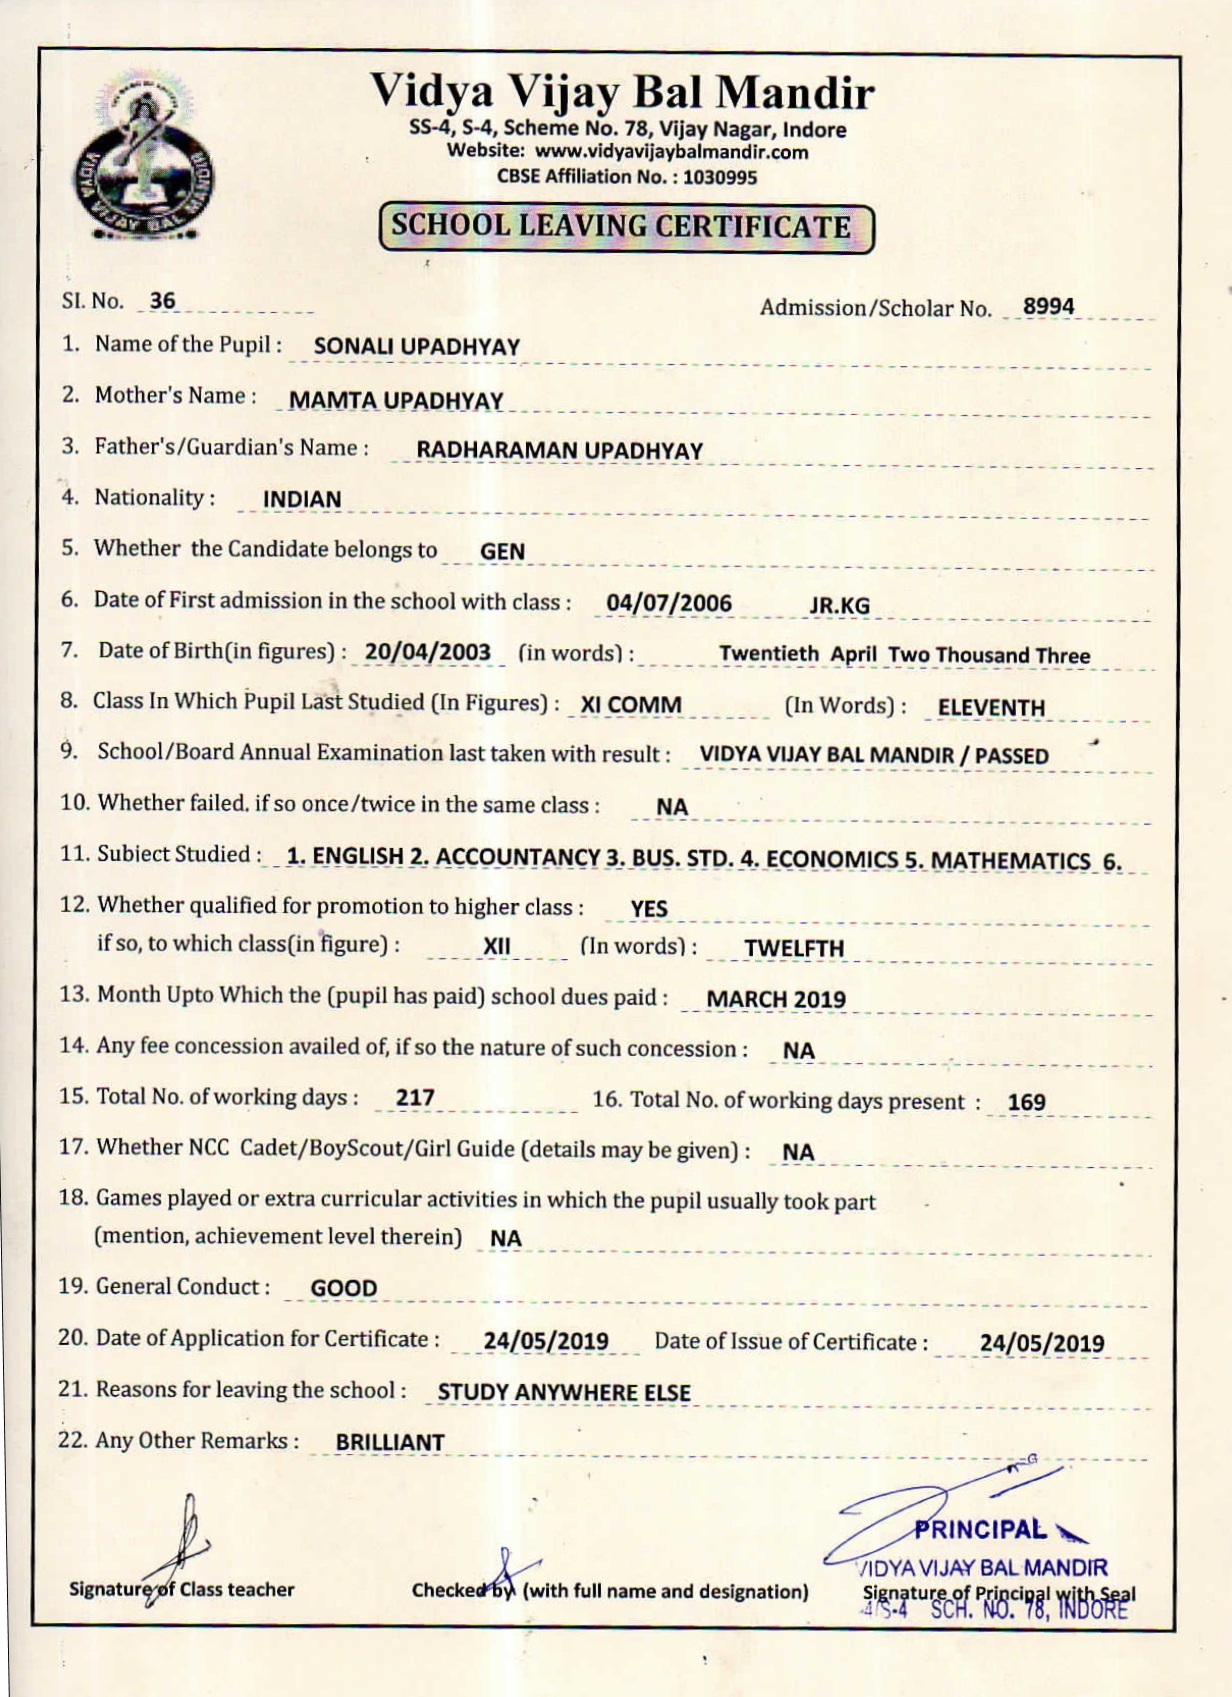 Vidya Vijay Bal Mandir
SS-4, S-4, Scheme No. 78, Vijay Nagar, Indore
Website: www.vidyavijaybalmandir.com
CBSE Affiliation No. : 1030995
VIDYA VIJAY BAL MANDIR
SCHOOL LEAVING CERTIFICATE
SI. No. 36 Admission/Scholar No. 8994
1. Name of the Pupil : SONALI UPADHYAY
2. Mother's Name : MAMTA UPADHYAY
3. Father's/Guardian's Name : RADHARAMAN UPADHYAY
4. Nationality : INDIAN
5. Whether the Candidate belongs to GEN
6. Date of First admission in the school with class : 04/07/2006 JR.KG
7. Date of Birth(in figures) : 20/04/2003 (in words) : Twentieth April Two Thousand Three
8. Class In Which Pupil Last Studied (In Figures) : XI COMM (In Words) : ELEVENTH
9. School/Board Annual Examination last taken with result : VIDYA VIJAY BAL MANDIR / PASSED
10. Whether failed. if so once/twice in the same class : NA
11. Subiect Studied : 1. ENGLISH 2. ACCOUNTANCY 3. BUS. STD. 4. ECONOMICS 5. MATHEMATICS 6.
12. Whether qualified for promotion to higher class : YES
if so, to which class(in figure) : XII (In words) : TWELFTH
13. Month Upto Which the (pupil has paid) school dues paid : MARCH 2019
14. Any fee concession availed of, if so the nature of such concession : NA
15. Total No. of working days : 217 16. Total No. of working days present : 169
17. Whether NCC Cadet/BoyScout/Girl Guide (details may be given) : NA
18. Games played or extra curricular activities in which the pupil usually took part
(mention, achievement level therein) NA
19. General Conduct : GOOD
20. Date of Application for Certificate : 24/05/2019 Date of Issue of Certificate : 24/05/2019
21. Reasons for leaving the school : STUDY ANYWHERE ELSE
22. Any Other Remarks : BRILLIANT
PRINCIPAL
VIDYA VIJAY BAL MANDIR
Signature of Class teacher Checked by (with full name and designation) Signature of Principal with Seal
4/S-4 SCH. NO. 78, INDORE